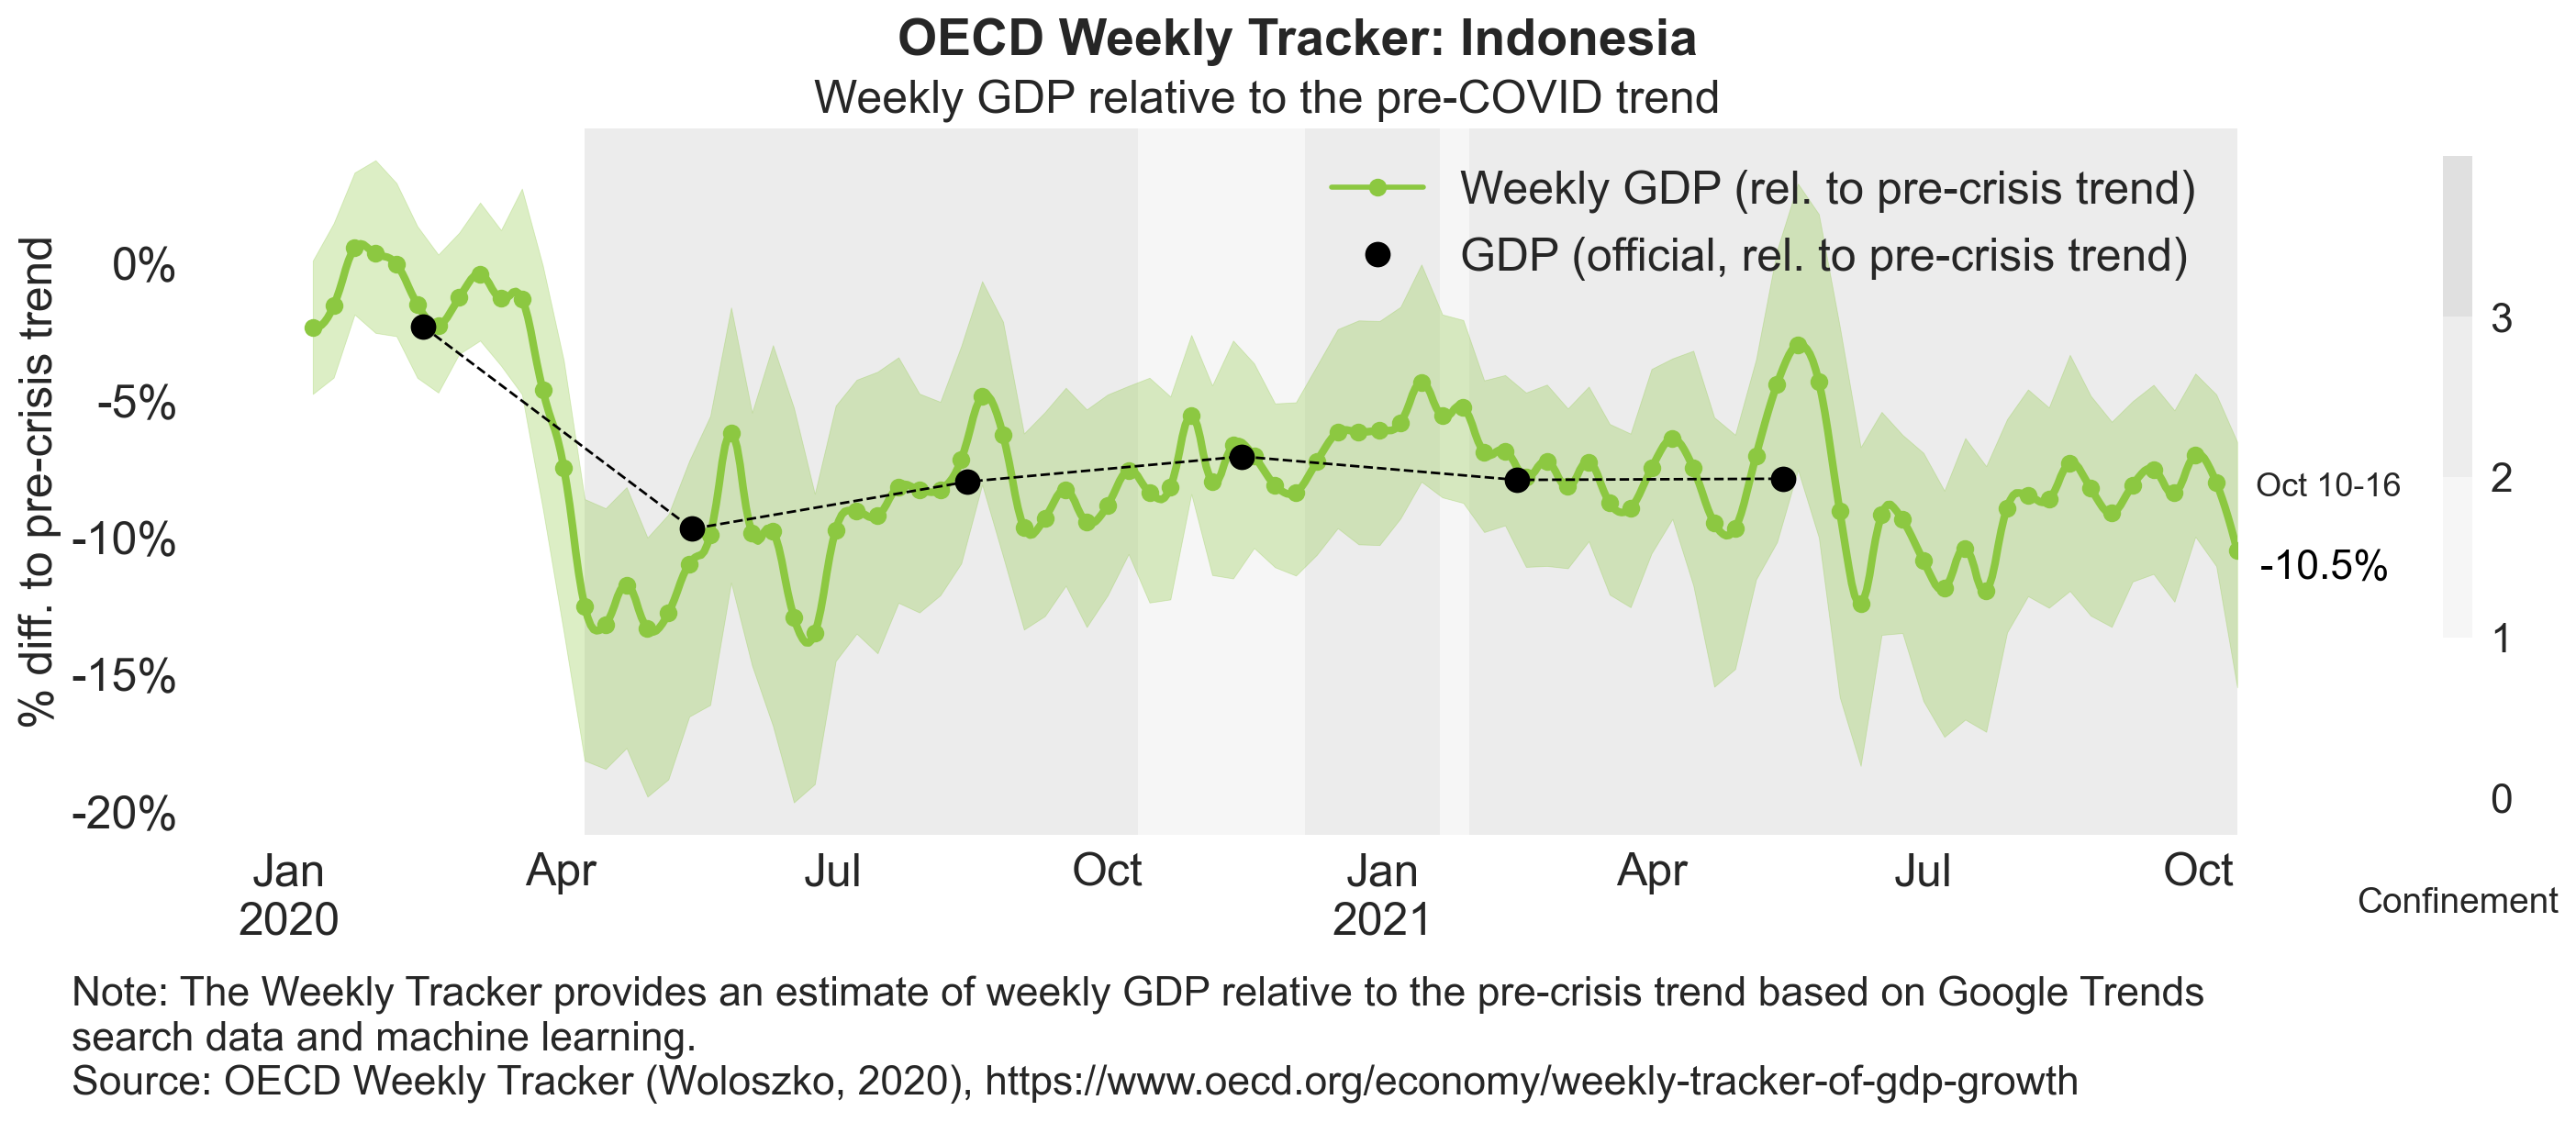 OECD Weekly Tracker: Indonesia
Weekly GDP relative to the pre-COVID trend
Weekly GDP (rel. to pre-crisis trend)
GDP (official, rel. to pre-crisis trend)
% diff. to pre-crisis trend
0%
-5%
-10%
-15%
-20%
Oct 10-16
-10.5%
3
2
1
0
Confinement
Jan Apr Jul Oct Jan Apr Jul Oct
2020 2021
Note: The Weekly Tracker provides an estimate of weekly GDP relative to the pre-crisis trend based on Google Trends
search data and machine learning.
Source: OECD Weekly Tracker (Woloszko, 2020), https://www.oecd.org/economy/weekly-tracker-of-gdp-growth